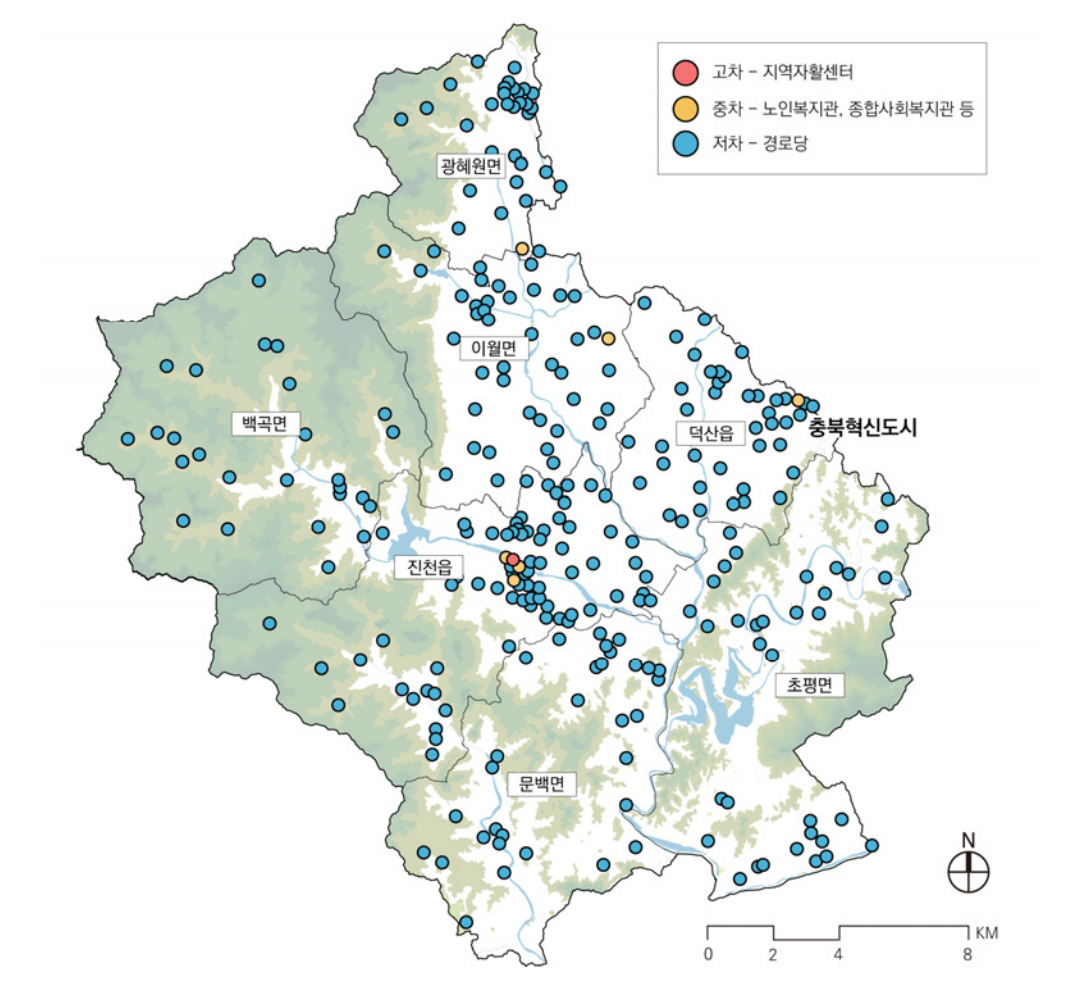 고차 – 지역자활센터
중차 – 노인복지관, 종합사회복지관 등
저차 – 경로당
광혜원면
이월면
백곡면
덕산읍
충북혁신도시
진천읍
초평면
문백면
N
KM
0 2 4 8